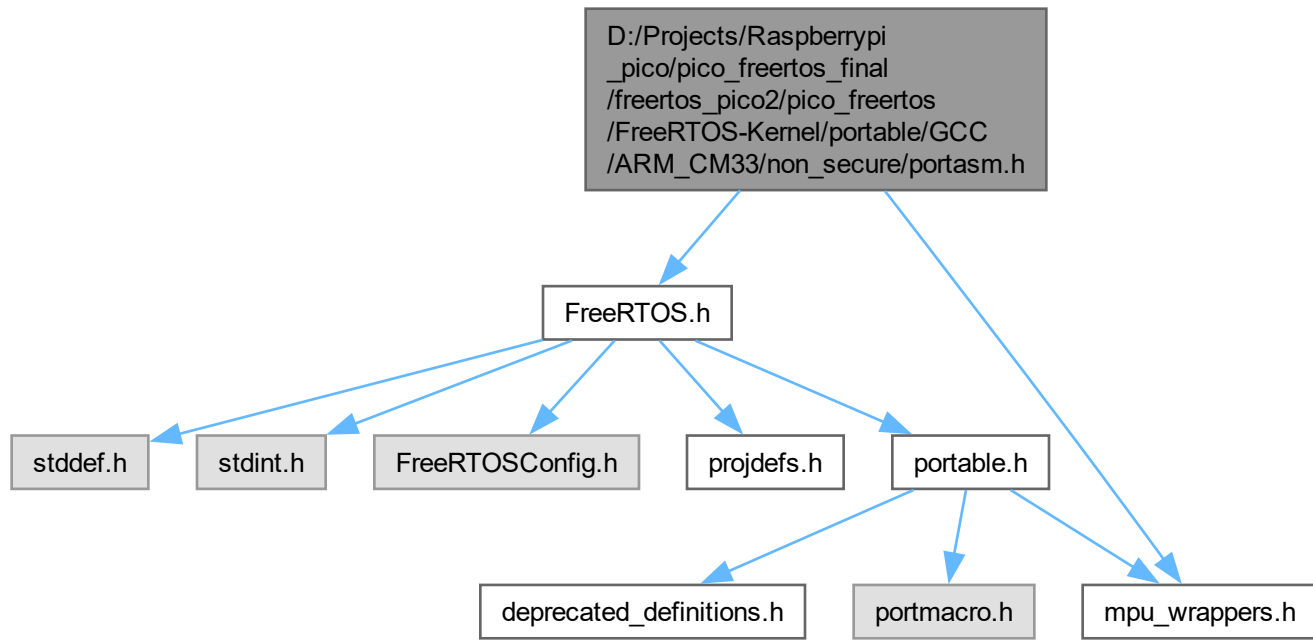 D:/Projects/Raspberrypi
_pico/pico_freertos_final
/freertos_pico2/pico_freertos
/FreeRTOS-Kernel/portable/GCC
/ARM_CM33/non_secure/portasm.h
FreeRTOS.h
stddef.h
stdint.h
FreeRTOSConfig.h
projdefs.h
portable.h
deprecated_definitions.h
portmacro.h
mpu_wrappers.h